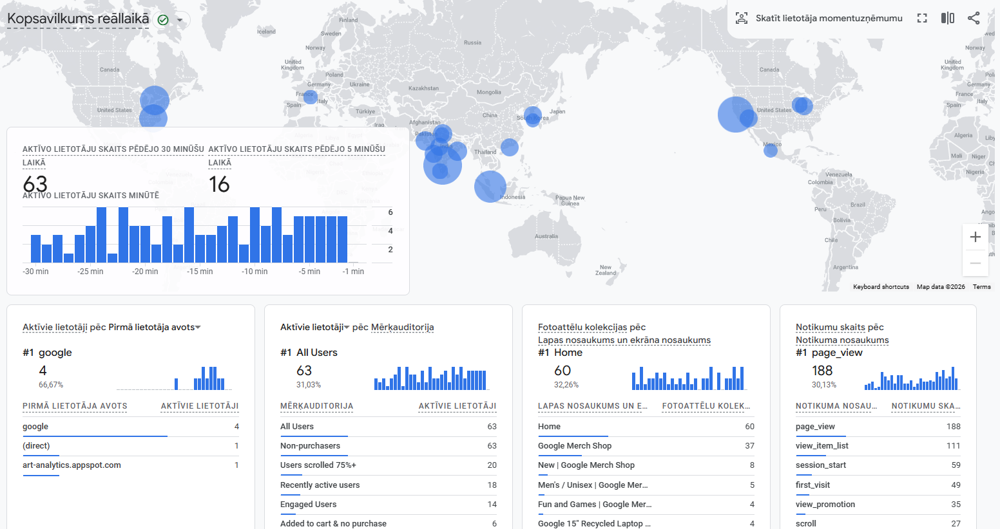 Kopsavilkums reāllaikā
Skatīt lietotāja momentuzņēmumu
Iceland
Finland
Sweden
Norway
Russia
Canada
United Kingdom
Poland
Germany
Ukraine
Kazakhstan
France
Italy
Mongolia
Spain
United States
Türkiye
China
South Korea
Japan
Afghanistan
Iraq
Pakistan
India
Thailand
Indonesia
Papua New Guinea
Australia
New Zealand
Canada
United States
Mexico
Venezuela
Colombia
Peru
Brazil
Bolivia
Chile
Argentina
Norway
United Kingdom
Germany
France
Spain
Italy
Algeria
Mali
Niger
Nigeria
AKTĪVO LIETOTĀJU SKAITS PĒDĒJO 30 MINŪŠU LAIKĀ
63
AKTĪVO LIETOTĀJU SKAITS PĒDĒJO 5 MINŪŠU LAIKĀ
16
AKTĪVO LIETOTĀJU SKAITS MINŪTĒ
6
4
2
-30 min
-25 min
-20 min
-15 min
-10 min
-5 min
-1 min
Keyboard shortcuts
Map data ©2026
Terms
Aktīvie lietotāji pēc Pirmā lietotāja avots
#1 google
4
66,67%
PIRMĀ LIETOTĀJA AVOTS AKTĪVIE LIETOTĀJI
google 4
(direct) 1
art-analytics.appspot.com 1
Aktīvie lietotāji pēc Mērķauditorija
#1 All Users
63
31,03%
MĒRĶAUDITORIJA AKTĪVIE LIETOTĀJI
All Users 63
Non-purchasers 63
Users scrolled 75%+ 20
Recently active users 18
Engaged Users 14
Added to cart & no purchase 6
Fotoattēlu kolekcijas pēc
Lapas nosaukums un ekrāna nosaukums
#1 Home
60
32,26%
LAPAS NOSAUKUMS UN E... FOTOATTĒLU KOLEK...
Home 60
Google Merch Shop 37
New | Google Merch Shop 8
Men's / Unisex | Google Mer... 5
Fun and Games | Google Mer... 4
Google 15" Recycled Laptop ... 4
Notikumu skaits pēc
Notikuma nosaukums
#1 page_view
188
30,13%
NOTIKUMA NOSAU... NOTIKUMU SKA...
page_view 188
view_item_list 111
session_start 59
first_visit 49
view_promotion 35
scroll 27